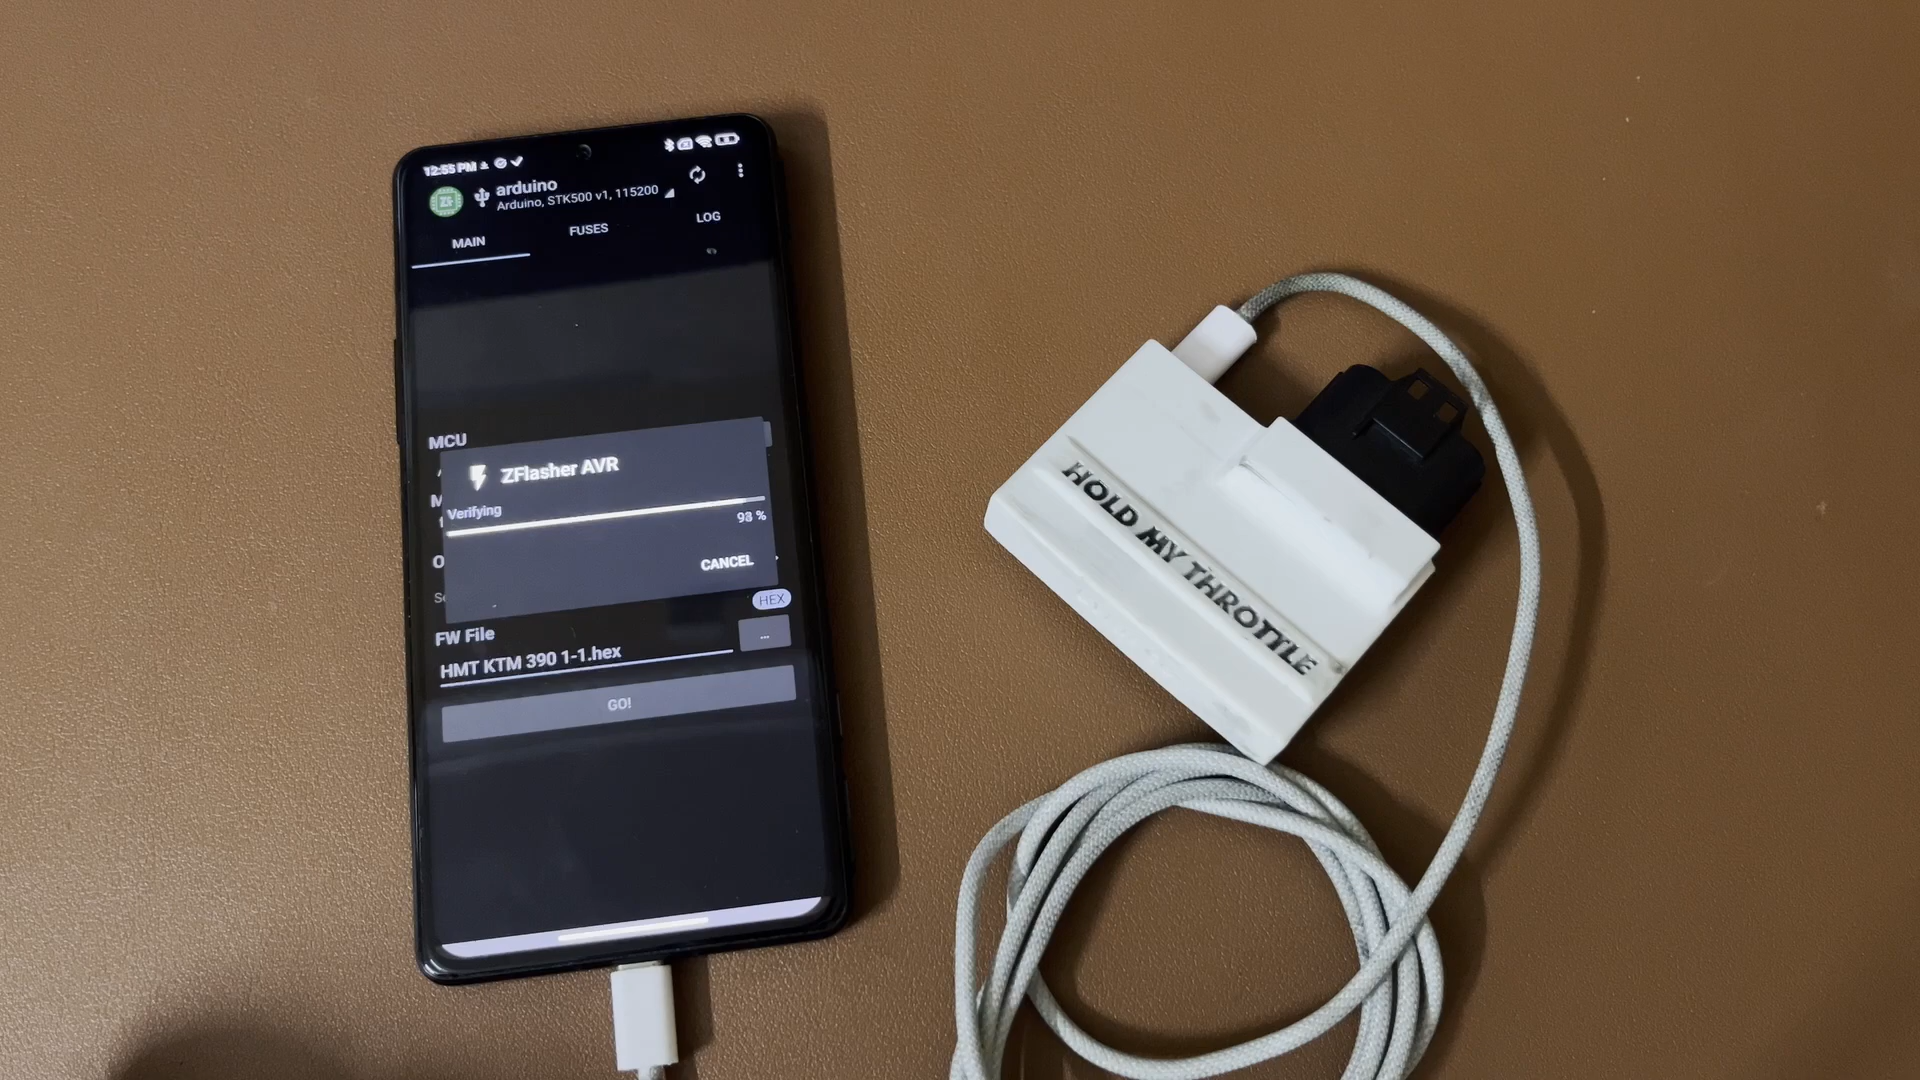 12:55 PM
arduino
Arduino, STK500 v1, 115200
MAIN
FUSES
LOG
MCU
ZFlasher AVR
Verifying
93 %
CANCEL
HEX
FW File
HMT KTM 390 1-1.hex
...
GO!
HOLD MY THROTTLE